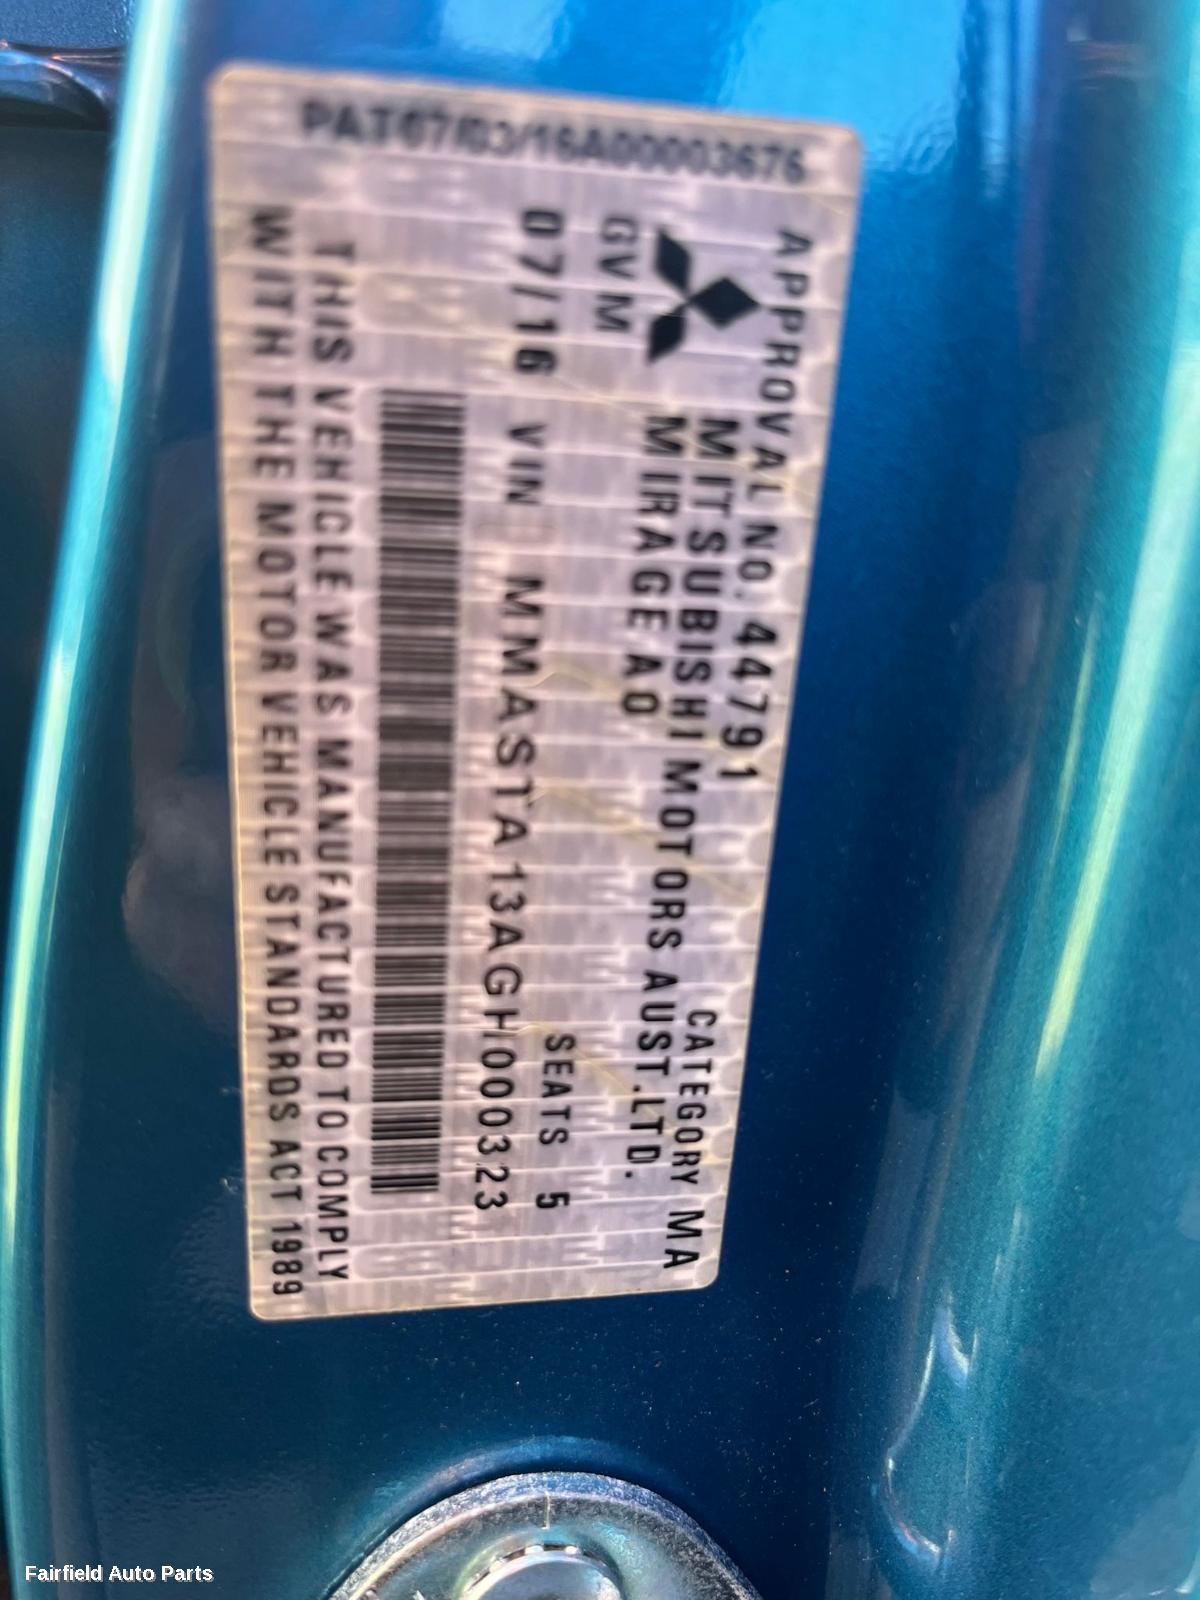 PAT67/03/16A00003676
APPROVAL NO. 44791 CATEGORY MA
MITSUBISHI MOTORS AUST.LTD.
MIRAGE A0
GVM SEATS 5
07/16 VIN MMASTA13AGH000323
THIS VEHICLE WAS MANUFACTURED TO COMPLY
WITH THE MOTOR VEHICLE STANDARDS ACT 1989
Fairfield Auto Parts